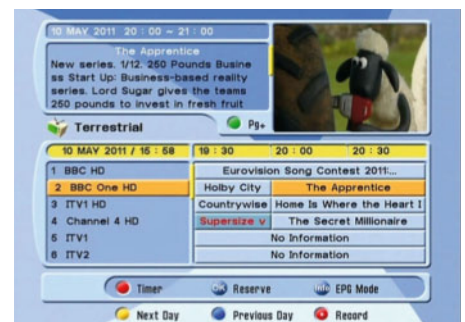 10 MAY 2011 20 : 00 ~ 21 : 00
The Apprentice
New series. 1/12. 250 Pounds Busine
ss Start Up: Business-based reality
series. Lord Sugar gives the teams
250 pounds to invest in fresh fruit
Terrestrial
Pg+
10 MAY 2011 / 15 : 58 19 : 30 20 : 00 20 : 30
1 BBC HD Eurovision Song Contest 2011:...
2 BBC One HD Holby City The Apprentice
3 ITV1 HD Countrywise Home Is Where the Heart I
4 Channel 4 HD Supersize v The Secret Millionaire
5 ITV1 No Information
6 ITV2 No Information
Timer OK Reserve info EPG Mode
Next Day Previous Day Record